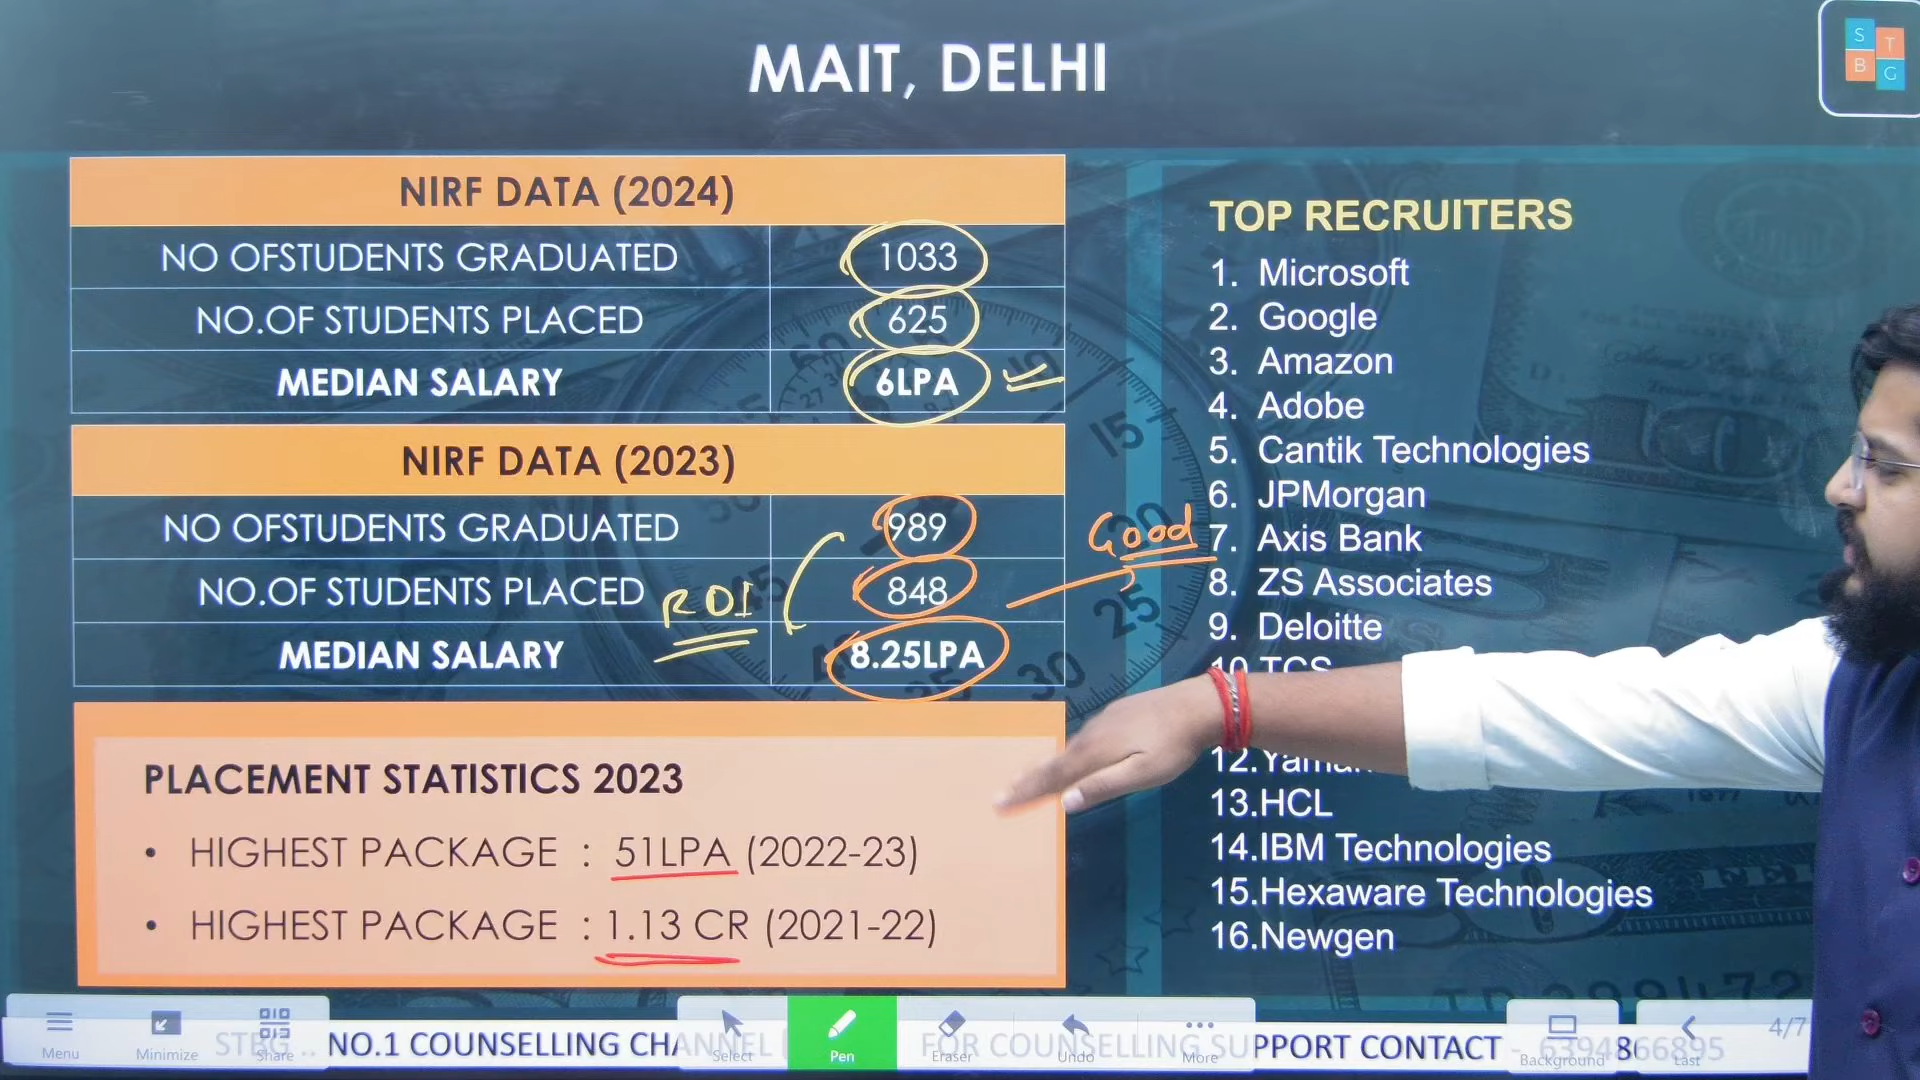 MAIT, DELHI
S T
B G
NIRF DATA (2024)
NO OFSTUDENTS GRADUATED 1033
NO.OF STUDENTS PLACED 625
MEDIAN SALARY 6LPA
NIRF DATA (2023)
NO OFSTUDENTS GRADUATED 989
NO.OF STUDENTS PLACED 848
MEDIAN SALARY 8.25LPA
ROI
Good
PLACEMENT STATISTICS 2023
• HIGHEST PACKAGE : 51LPA (2022-23)
• HIGHEST PACKAGE : 1.13 CR (2021-22)
TOP RECRUITERS
1. Microsoft
2. Google
3. Amazon
4. Adobe
5. Cantik Technologies
6. JPMorgan
7. Axis Bank
8. ZS Associates
9. Deloitte
10.TCS
12.
13.HCL
14.IBM Technologies
15.Hexaware Technologies
16.Newgen
Menu Minimize Share Select Pen Eraser Undo More Background Last 4/7
STBG .. NO.1 COUNSELLING CHANNEL FOR COUNSELLING SUPPORT CONTACT -